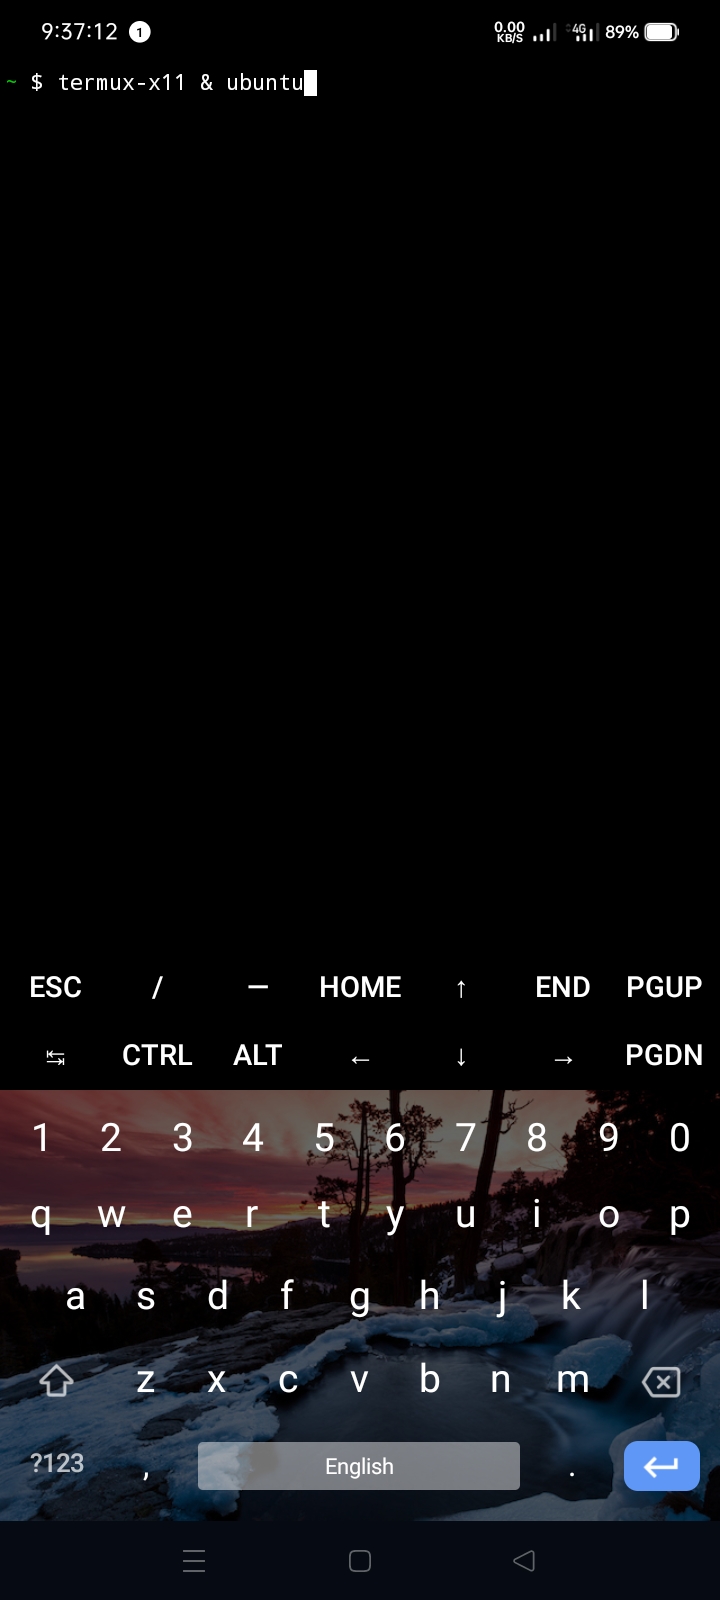 9:37:12 1 0.00 KB/S 4G 89%
~ $ termux-x11 & ubuntu
ESC / — HOME ↑ END PGUP
↹ CTRL ALT ← ↓ → PGDN
1 2 3 4 5 6 7 8 9 0
q w e r t y u i o p
a s d f g h j k l
z x c v b n m
?123 , English .